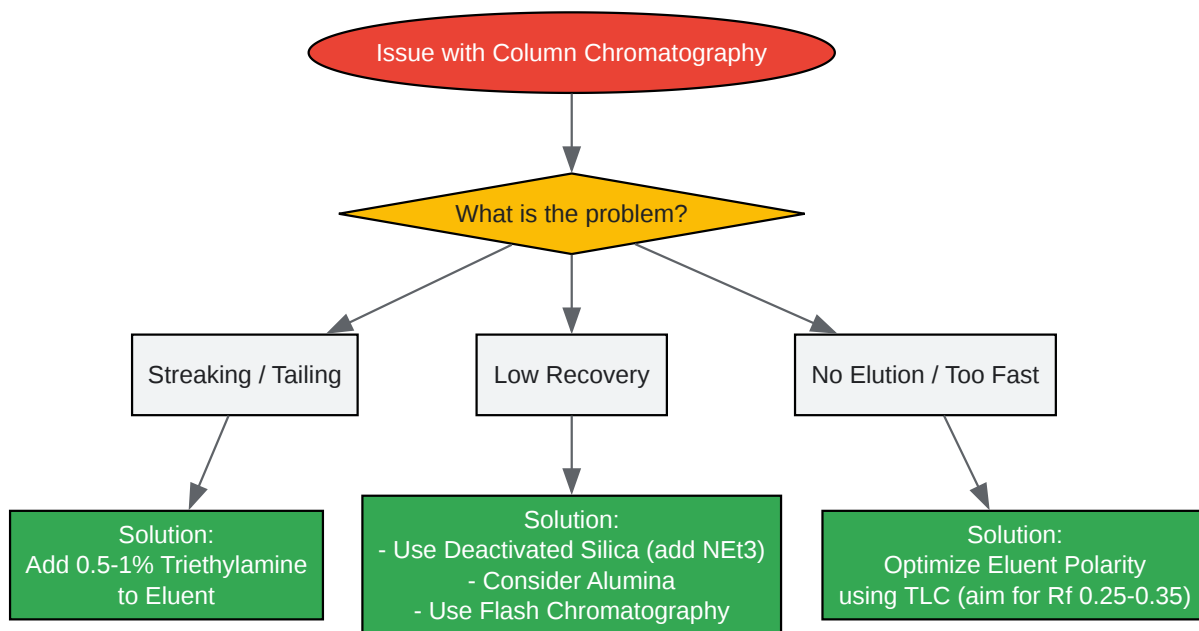 Issue with Column Chromatography
What is the problem?
Streaking / Tailing
Low Recovery
No Elution / Too Fast
Solution:
Add 0.5-1% Triethylamine
to Eluent
Solution:
- Use Deactivated Silica (add NEt3)
- Consider Alumina
- Use Flash Chromatography
Solution:
Optimize Eluent Polarity
using TLC (aim for Rf 0.25-0.35)